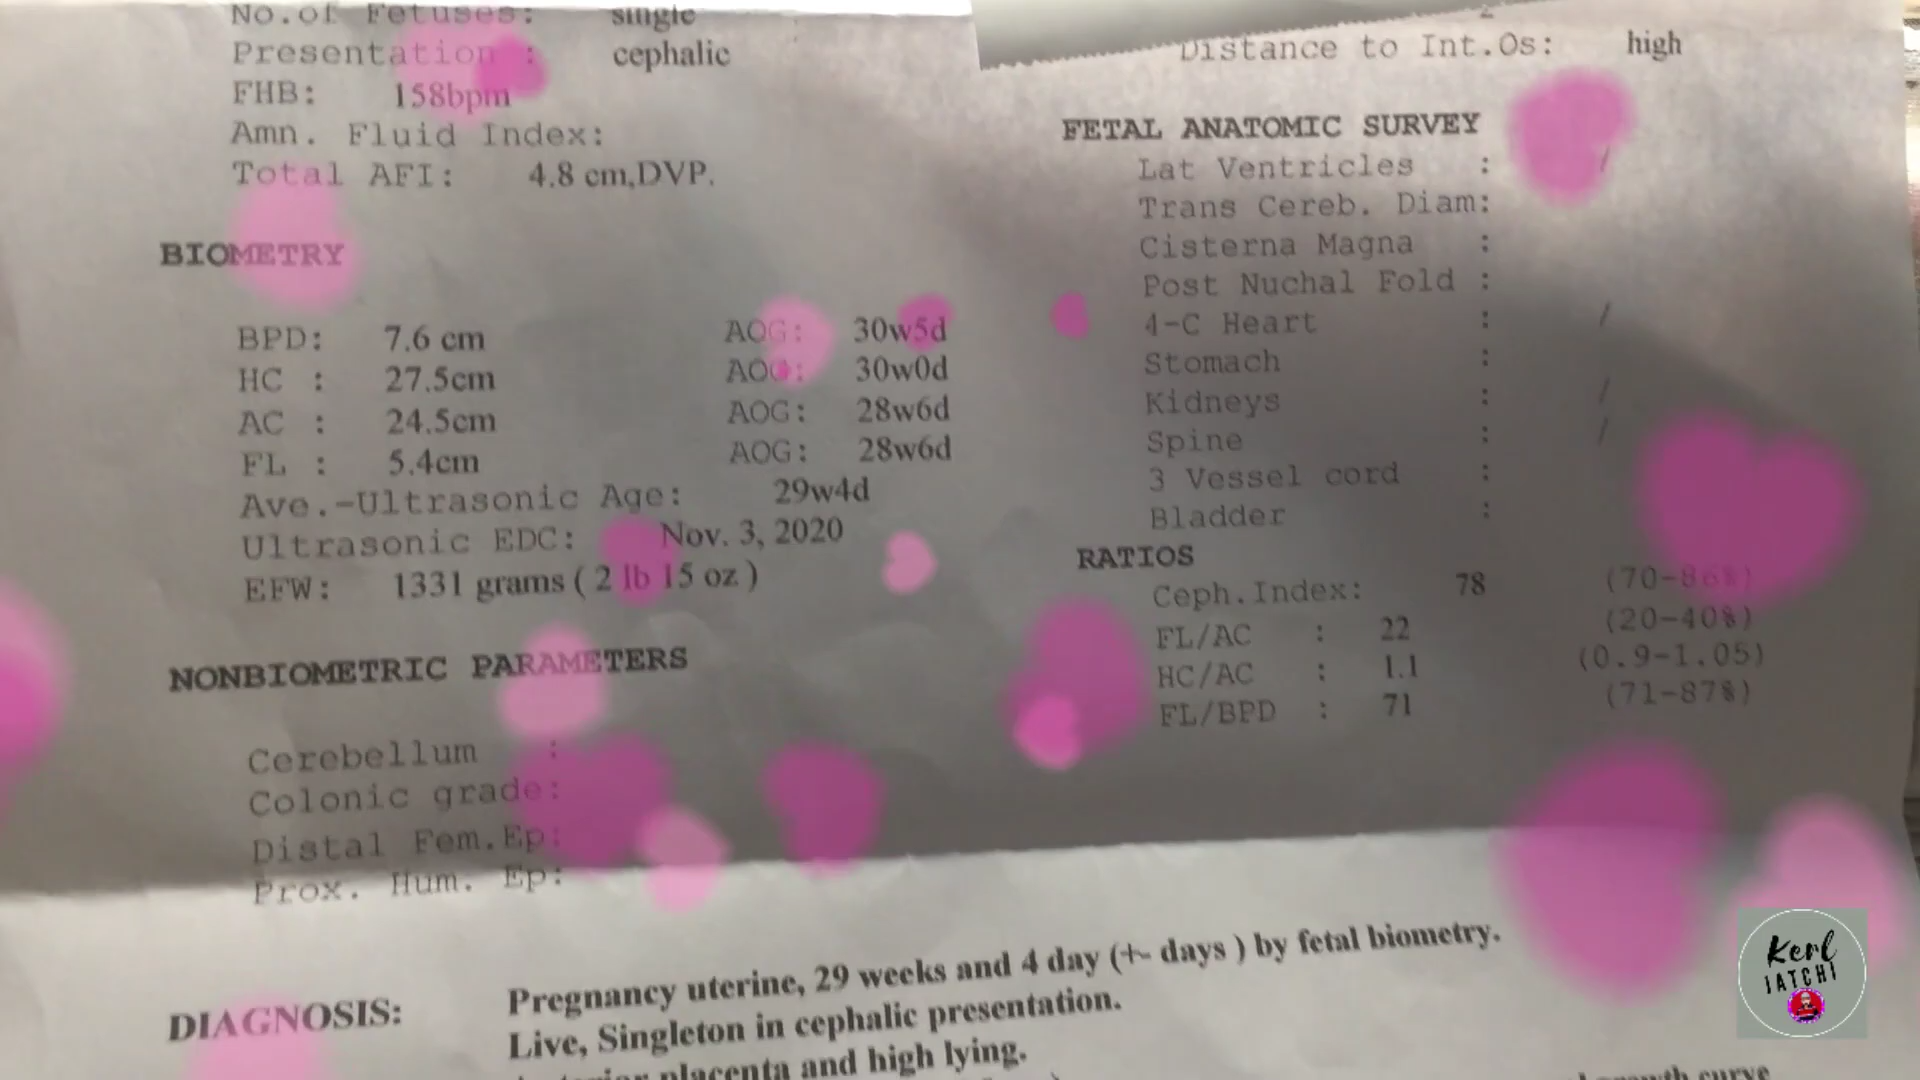 No.of Fetuses: single
Presentation : cephalic
FHB: 158bpm
Amn. Fluid Index:
Total AFI: 4.8 cm,DVP.
BIOMETRY
BPD: 7.6 cm AOG: 30w5d
HC : 27.5cm AOG: 30w0d
AC : 24.5cm AOG: 28w6d
FL : 5.4cm AOG: 28w6d
Ave.-Ultrasonic Age: 29w4d
Ultrasonic EDC: Nov. 3, 2020
EFW: 1331 grams ( 2 lb 15 oz )
NONBIOMETRIC PARAMETERS
Cerebellum :
Colonic grade:
Distal Fem.Ep:
Prox. Hum. Ep:
Distance to Int.Os: high
FETAL ANATOMIC SURVEY
Lat Ventricles : /
Trans Cereb. Diam:
Cisterna Magna :
Post Nuchal Fold :
4-C Heart : /
Stomach :
Kidneys : /
Spine : /
3 Vessel cord :
Bladder :
RATIOS
Ceph.Index: 78 (70-86%)
FL/AC : 22 (20-40%)
HC/AC : 1.1 (0.9-1.05)
FL/BPD : 71 (71-87%)
DIAGNOSIS: Pregnancy uterine, 29 weeks and 4 day (+- days ) by fetal biometry.
Live, Singleton in cephalic presentation.
placenta and high lying.
growth curve
Kerl
IATCHI